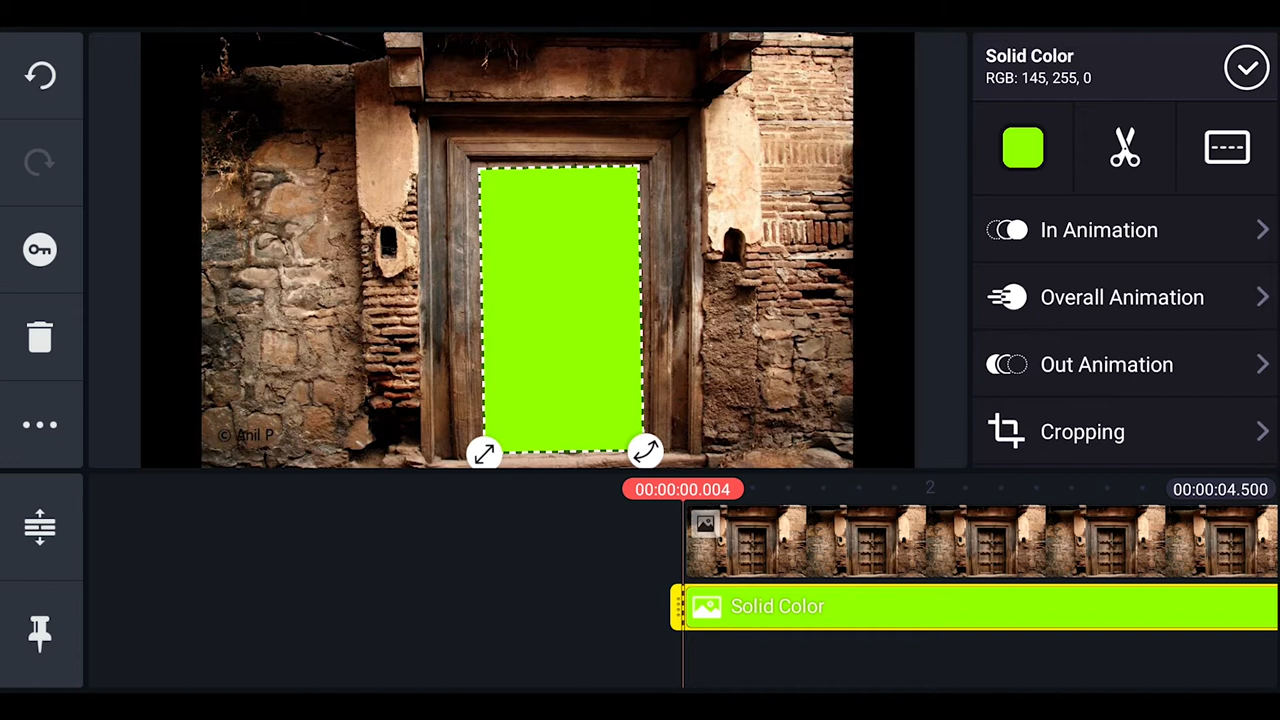 Solid Color
RGB: 145, 255, 0
In Animation
Overall Animation
Out Animation
Cropping
© Anil P
00:00:00.004
2
00:00:04.500
Solid Color